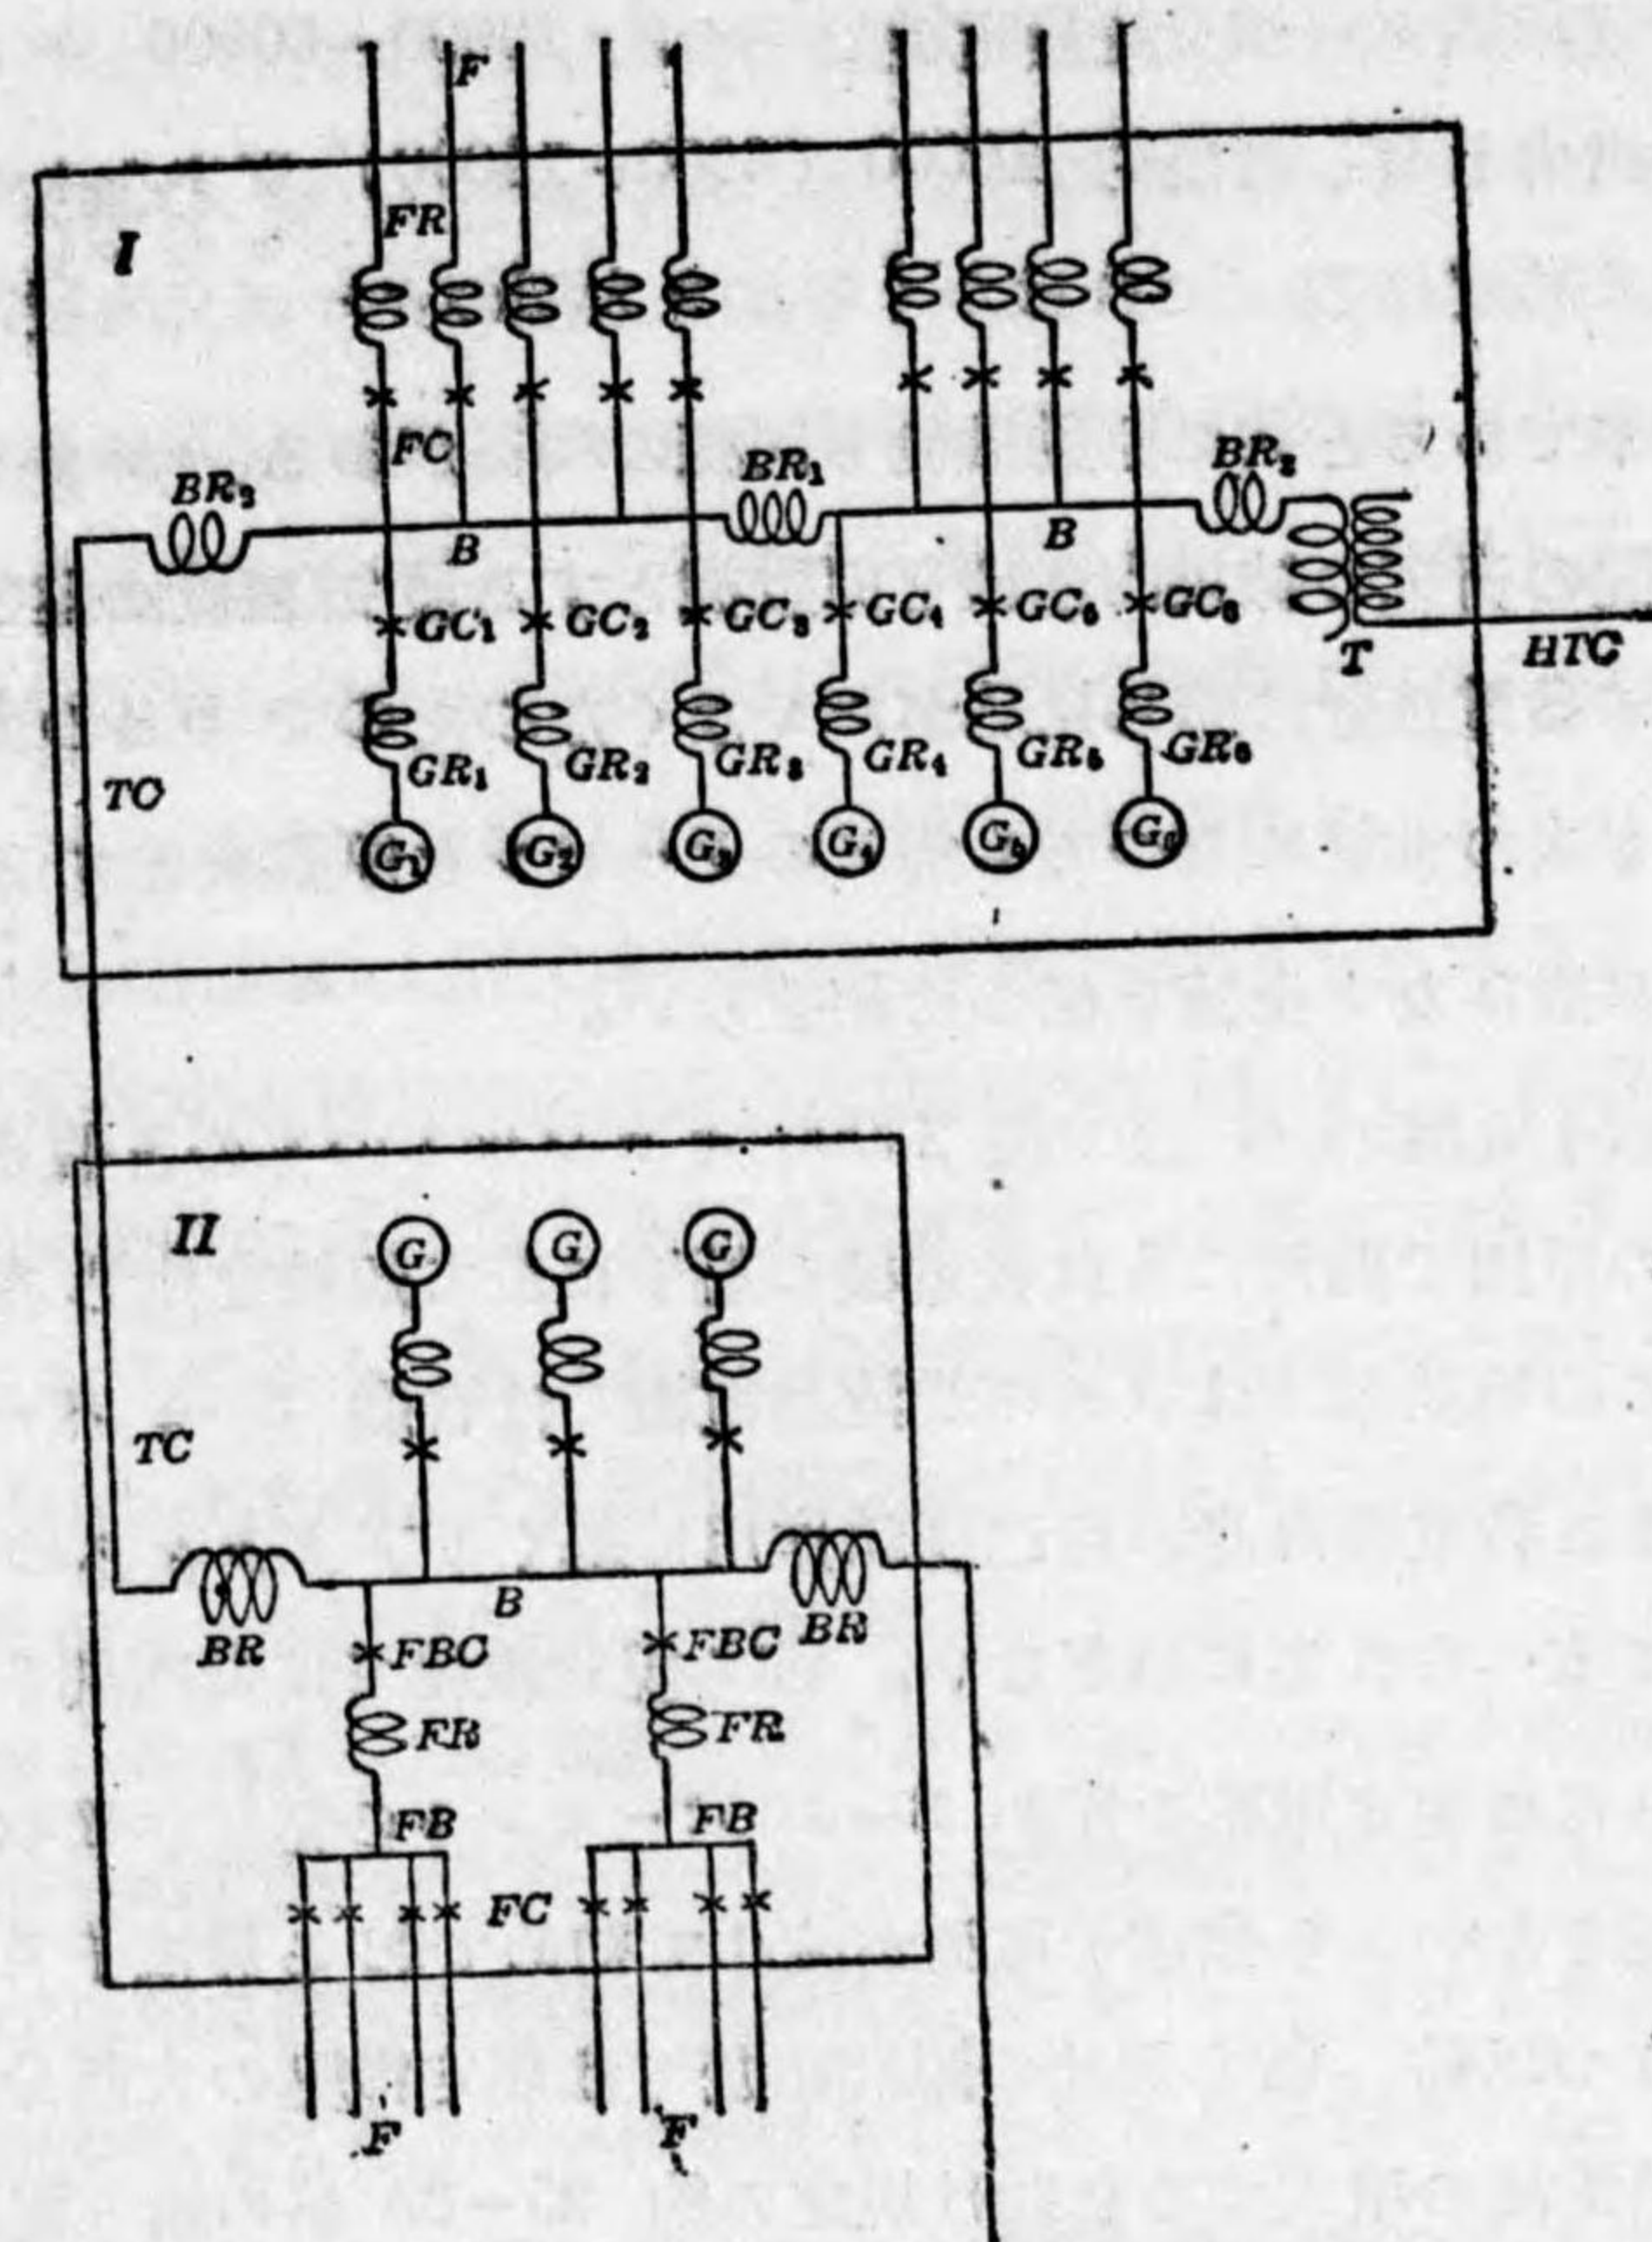 F
I
FR
FC
BR₃ BR₁ BR₂
B B
GC₁ GC₂ GC₃ GC₄ GC₅ GC₆
T HTC
GR₁ GR₂ GR₃ GR₄ GR₅ GR₆
TC
G₁ G₂ G₃ G₄ G₅ G₆
II
G G G
TC
B
BR FBC FBC BR
FR FR
FB FB
FC
F F